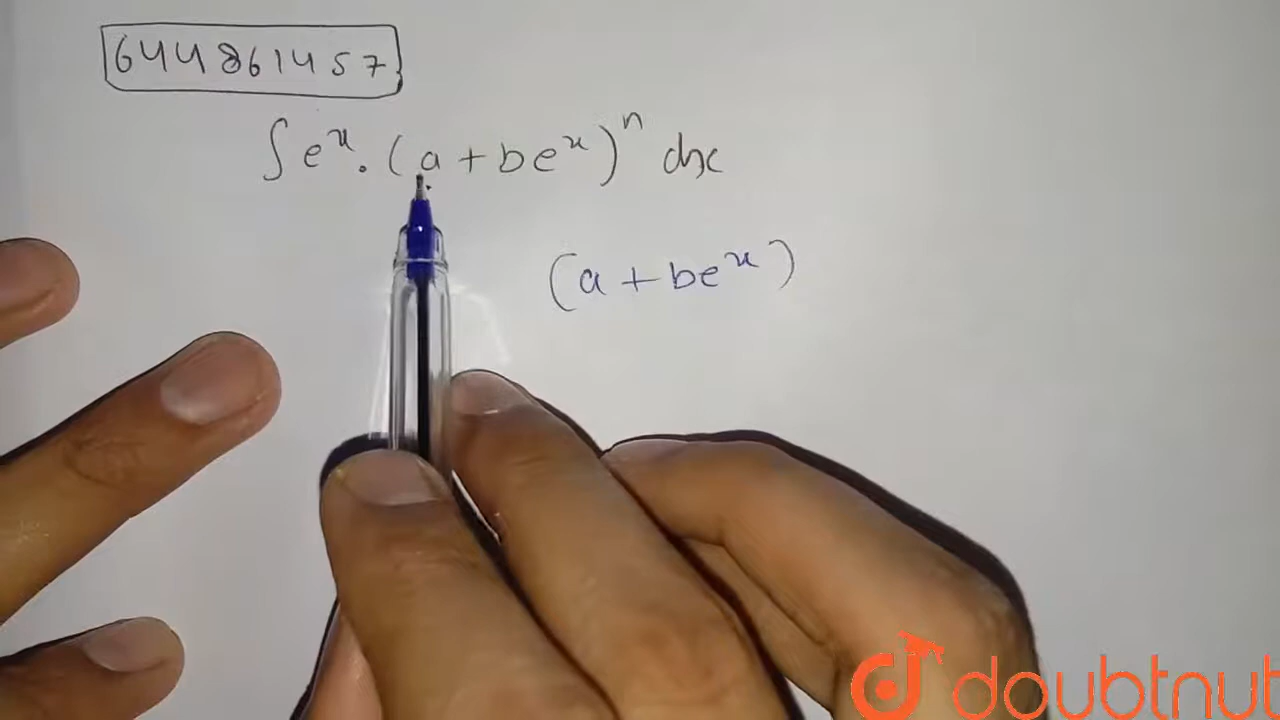 644861457
∫e^x.(a+be^x)^n dx
(a+be^x)
doubtnut